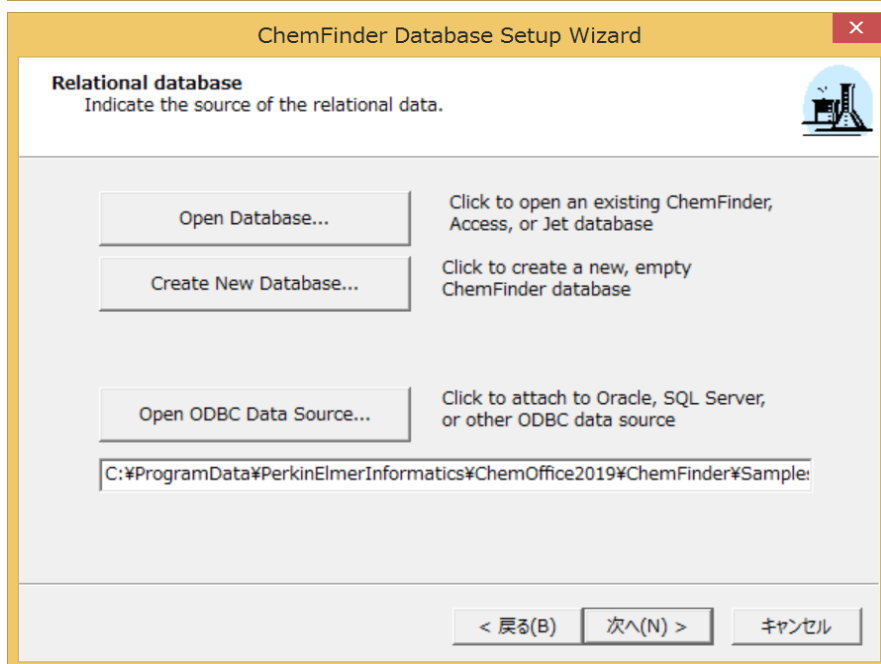 ChemFinder Database Setup Wizard
Relational database
Indicate the source of the relational data.
Open Database...
Click to open an existing ChemFinder,
Access, or Jet database
Create New Database...
Click to create a new, empty
ChemFinder database
Open ODBC Data Source...
Click to attach to Oracle, SQL Server,
or other ODBC data source
C:¥ProgramData¥PerkinElmerInformatics¥ChemOffice2019¥ChemFinder¥Samples
< 戻る(B)
次へ(N) >
キャンセル